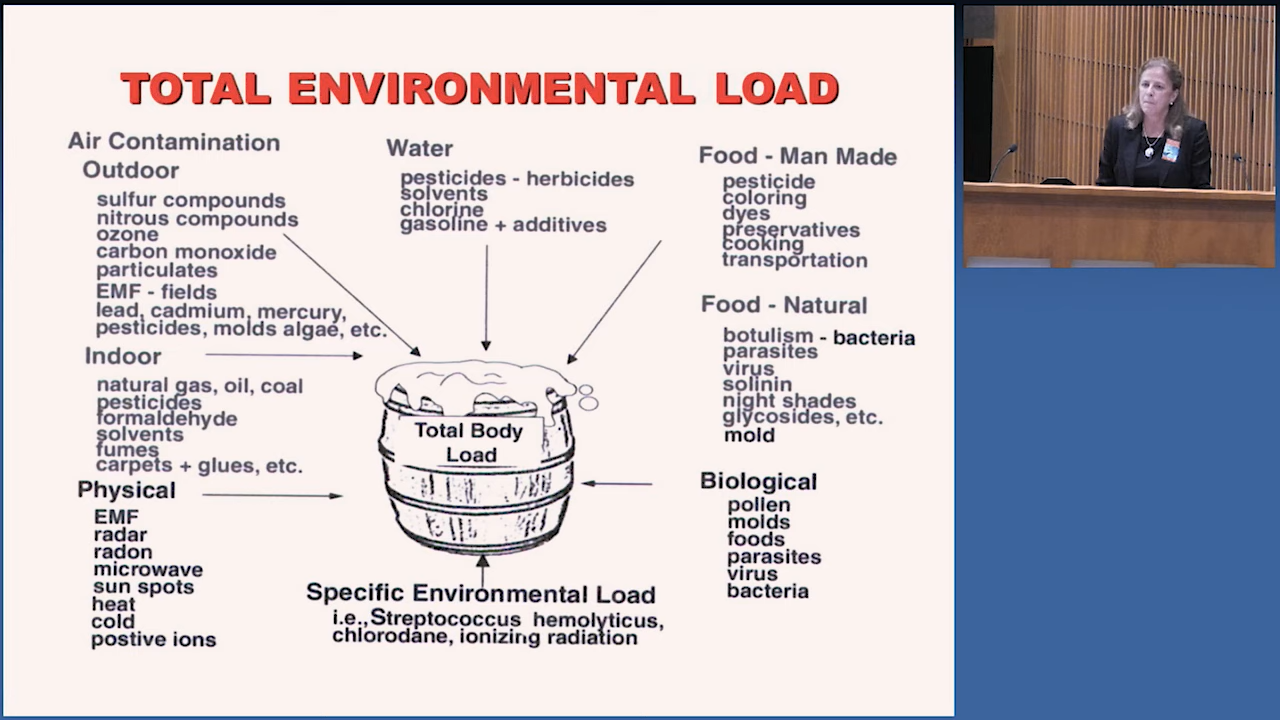 TOTAL ENVIRONMENTAL LOAD
Air Contamination
Outdoor
sulfur compounds
nitrous compounds
ozone
carbon monoxide
particulates
EMF - fields
lead, cadmium, mercury,
pesticides, molds algae, etc.
Indoor
natural gas, oil, coal
pesticides
formaldehyde
solvents
fumes
carpets + glues, etc.
Physical
EMF
radar
radon
microwave
sun spots
heat
cold
postive ions
Water
pesticides - herbicides
solvents
chlorine
gasoline + additives
Total Body
Load
Specific Environmental Load
i.e., Streptococcus hemolyticus,
chlorodane, ionizing radiation
Food - Man Made
pesticide
coloring
dyes
preservatives
cooking
transportation
Food - Natural
botulism - bacteria
parasites
virus
solinin
night shades
glycosides, etc.
mold
Biological
pollen
molds
foods
parasites
virus
bacteria